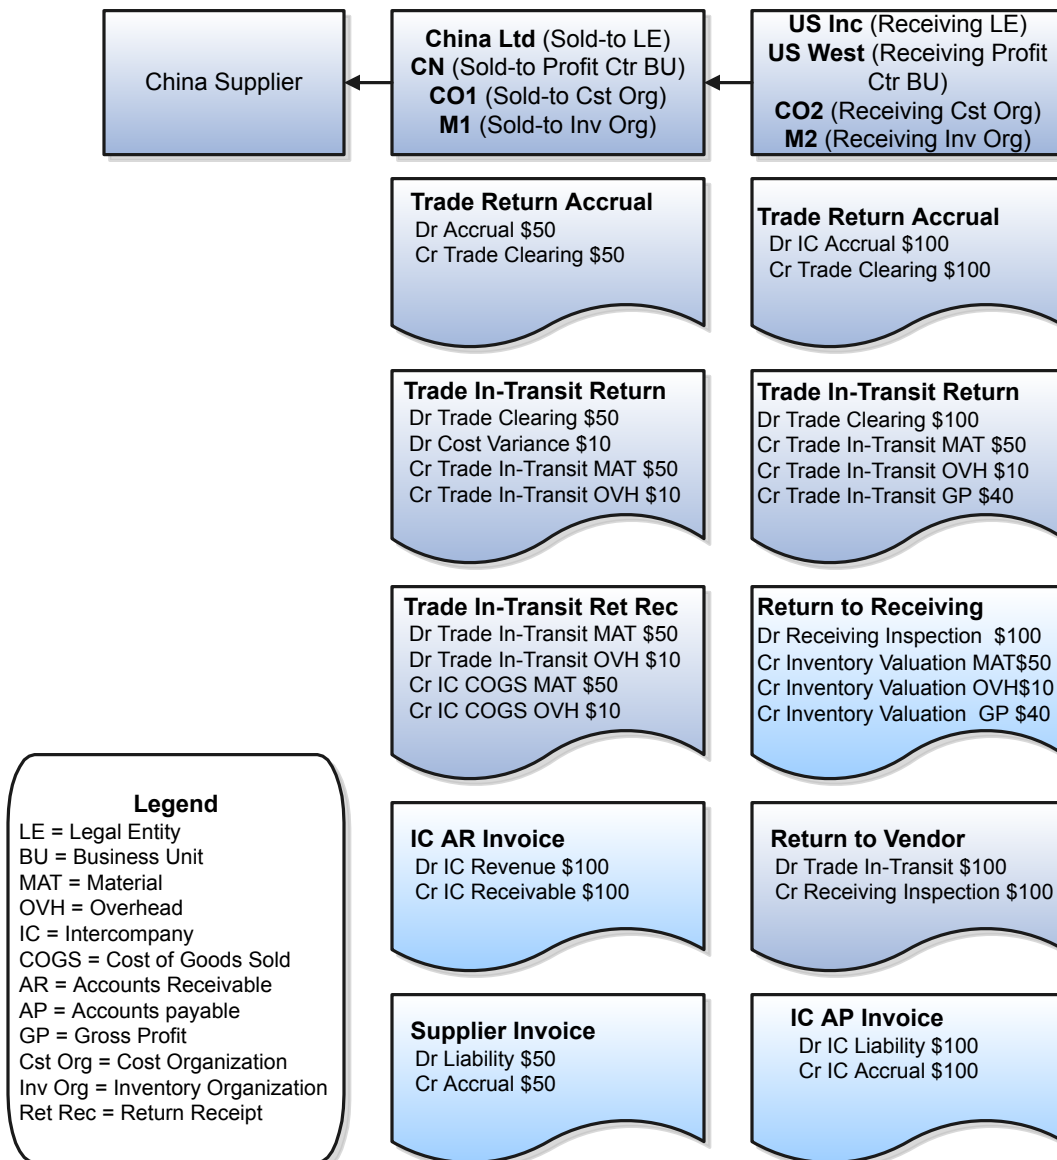 China Supplier
China Ltd (Sold-to LE)
CN (Sold-to Profit Ctr BU)
CO1 (Sold-to Cst Org)
M1 (Sold-to Inv Org)
US Inc (Receiving LE)
US West (Receiving Profit
Ctr BU)
CO2 (Receiving Cst Org)
M2 (Receiving Inv Org)
Trade Return Accrual
Dr Accrual $50
Cr Trade Clearing $50
Trade Return Accrual
Dr IC Accrual $100
Cr Trade Clearing $100
Trade In-Transit Return
Dr Trade Clearing $50
Dr Cost Variance $10
Cr Trade In-Transit MAT $50
Cr Trade In-Transit OVH $10
Trade In-Transit Return
Dr Trade Clearing $100
Cr Trade In-Transit MAT $50
Cr Trade In-Transit OVH $10
Cr Trade In-Transit GP $40
Trade In-Transit Ret Rec
Dr Trade In-Transit MAT $50
Dr Trade In-Transit OVH $10
Cr IC COGS MAT $50
Cr IC COGS OVH $10
Return to Receiving
Dr Receiving Inspection $100
Cr Inventory Valuation MAT$50
Cr Inventory Valuation OVH$10
Cr Inventory Valuation GP $40
Legend
LE = Legal Entity
BU = Business Unit
MAT = Material
OVH = Overhead
IC = Intercompany
COGS = Cost of Goods Sold
AR = Accounts Receivable
AP = Accounts payable
GP = Gross Profit
Cst Org = Cost Organization
Inv Org = Inventory Organization
Ret Rec = Return Receipt
IC AR Invoice
Dr IC Revenue $100
Cr IC Receivable $100
Return to Vendor
Dr Trade In-Transit $100
Cr Receiving Inspection $100
Supplier Invoice
Dr Liability $50
Cr Accrual $50
IC AP Invoice
Dr IC Liability $100
Cr IC Accrual $100